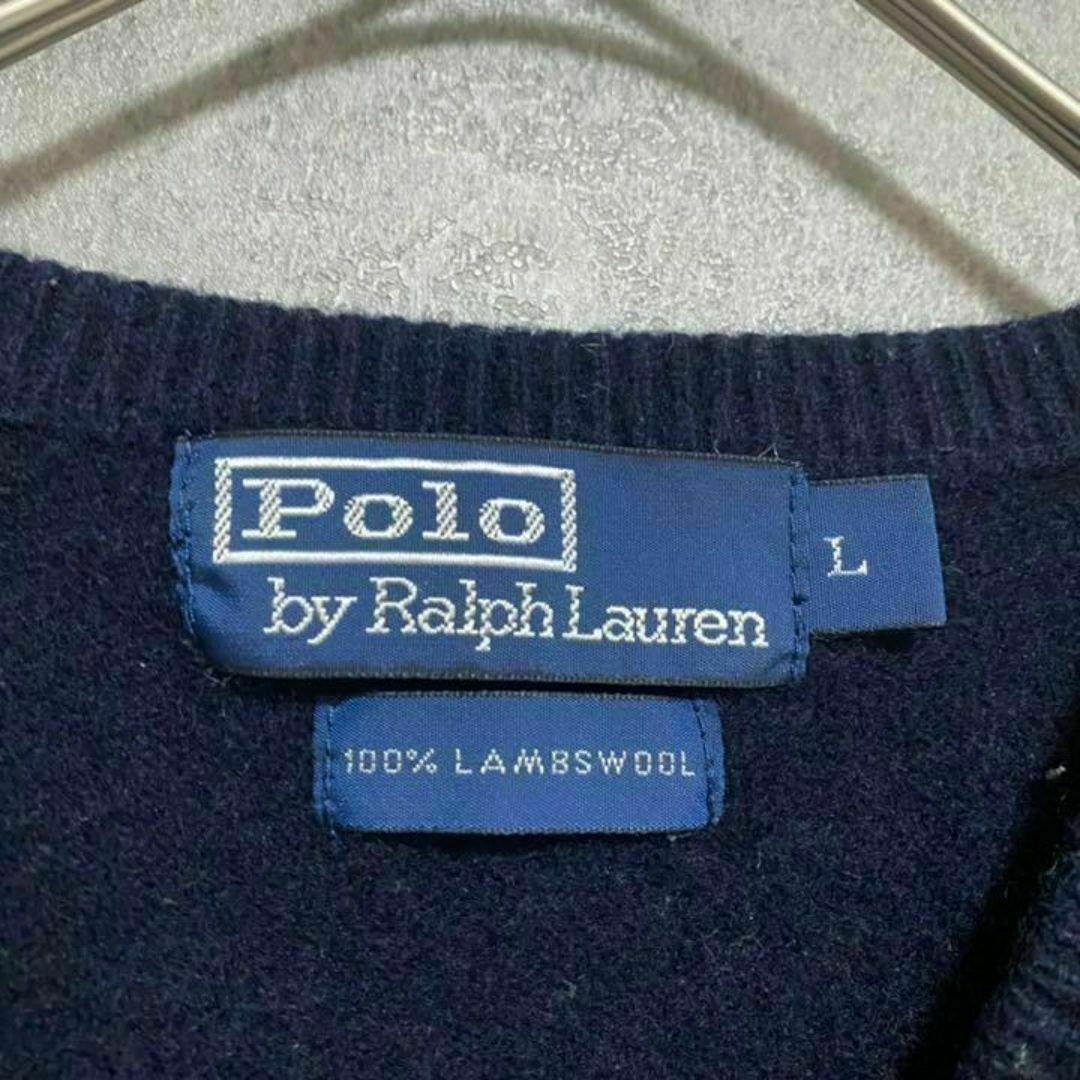 Polo
by Ralph Lauren
L
100% LAMBSWOOL